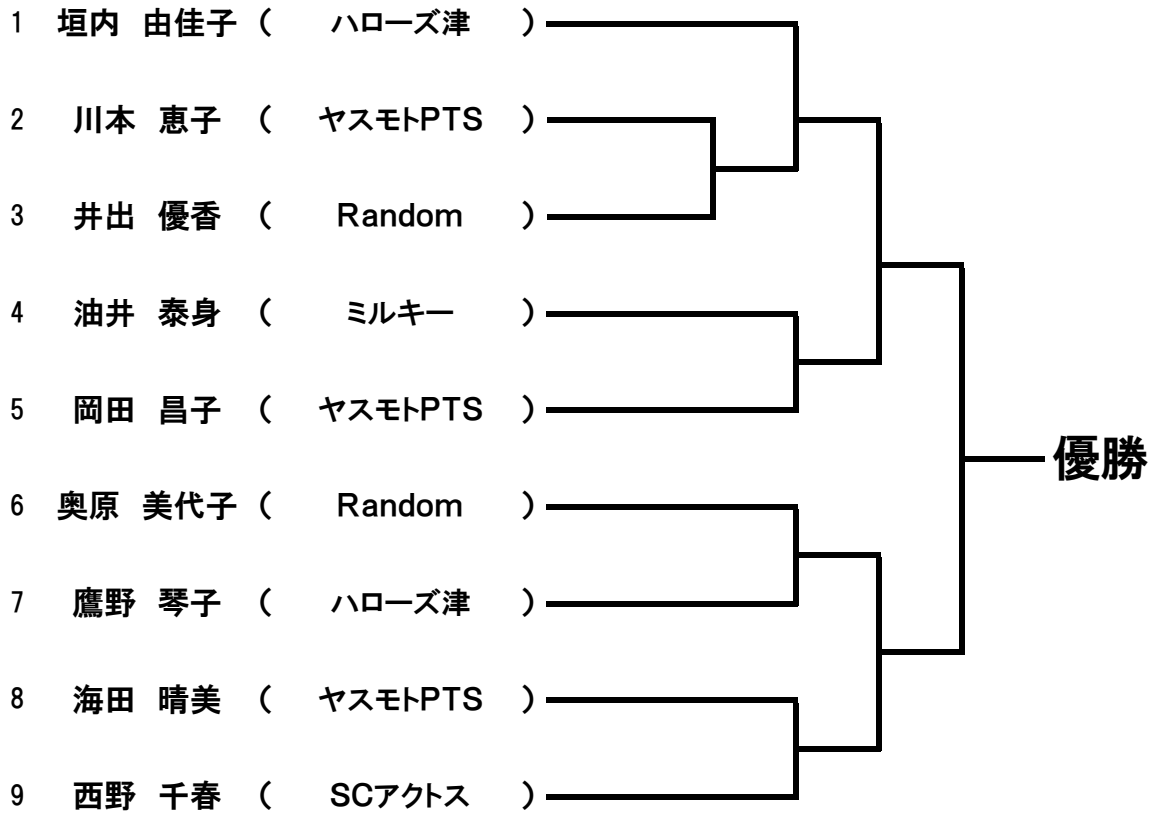 1 垣内 由佳子 ( ハローズ津 )
2 川本 恵子 ( ヤスモトPTS )
3 井出 優香 ( Random )
4 油井 泰身 ( ミルキー )
5 岡田 昌子 ( ヤスモトPTS )
優勝
6 奥原 美代子 ( Random )
7 鷹野 琴子 ( ハローズ津 )
8 海田 晴美 ( ヤスモトPTS )
9 西野 千春 ( SCアクトス )